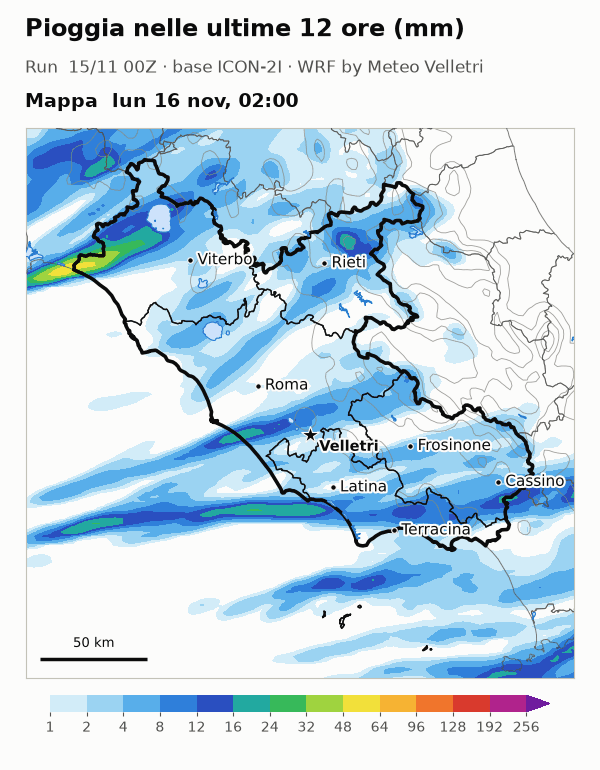 Pioggia nelle ultime 12 ore (mm)
Run 15/11 00Z · base ICON-2I · WRF by Meteo Velletri
Mappa lun 16 nov, 02:00
Viterbo
Rieti
Roma
Velletri
Frosinone
Cassino
Latina
Terracina
50 km
1 2 4 8 12 16 24 32 48 64 96 128 192 256